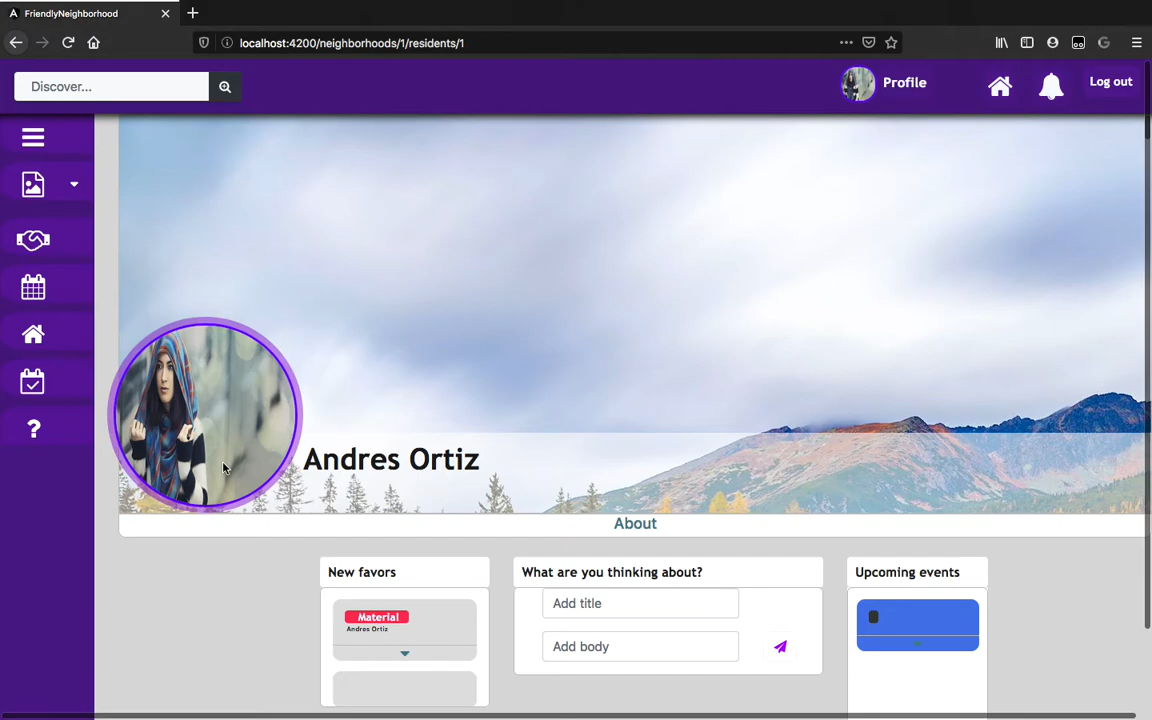 FriendlyNeighborhood
localhost:4200/neighborhoods/1/residents/1
Discover...
Profile
Log out
?
Andres Ortiz
About
New favors
What are you thinking about?
Upcoming events
Add title
Material
Andres Ortiz
Add body